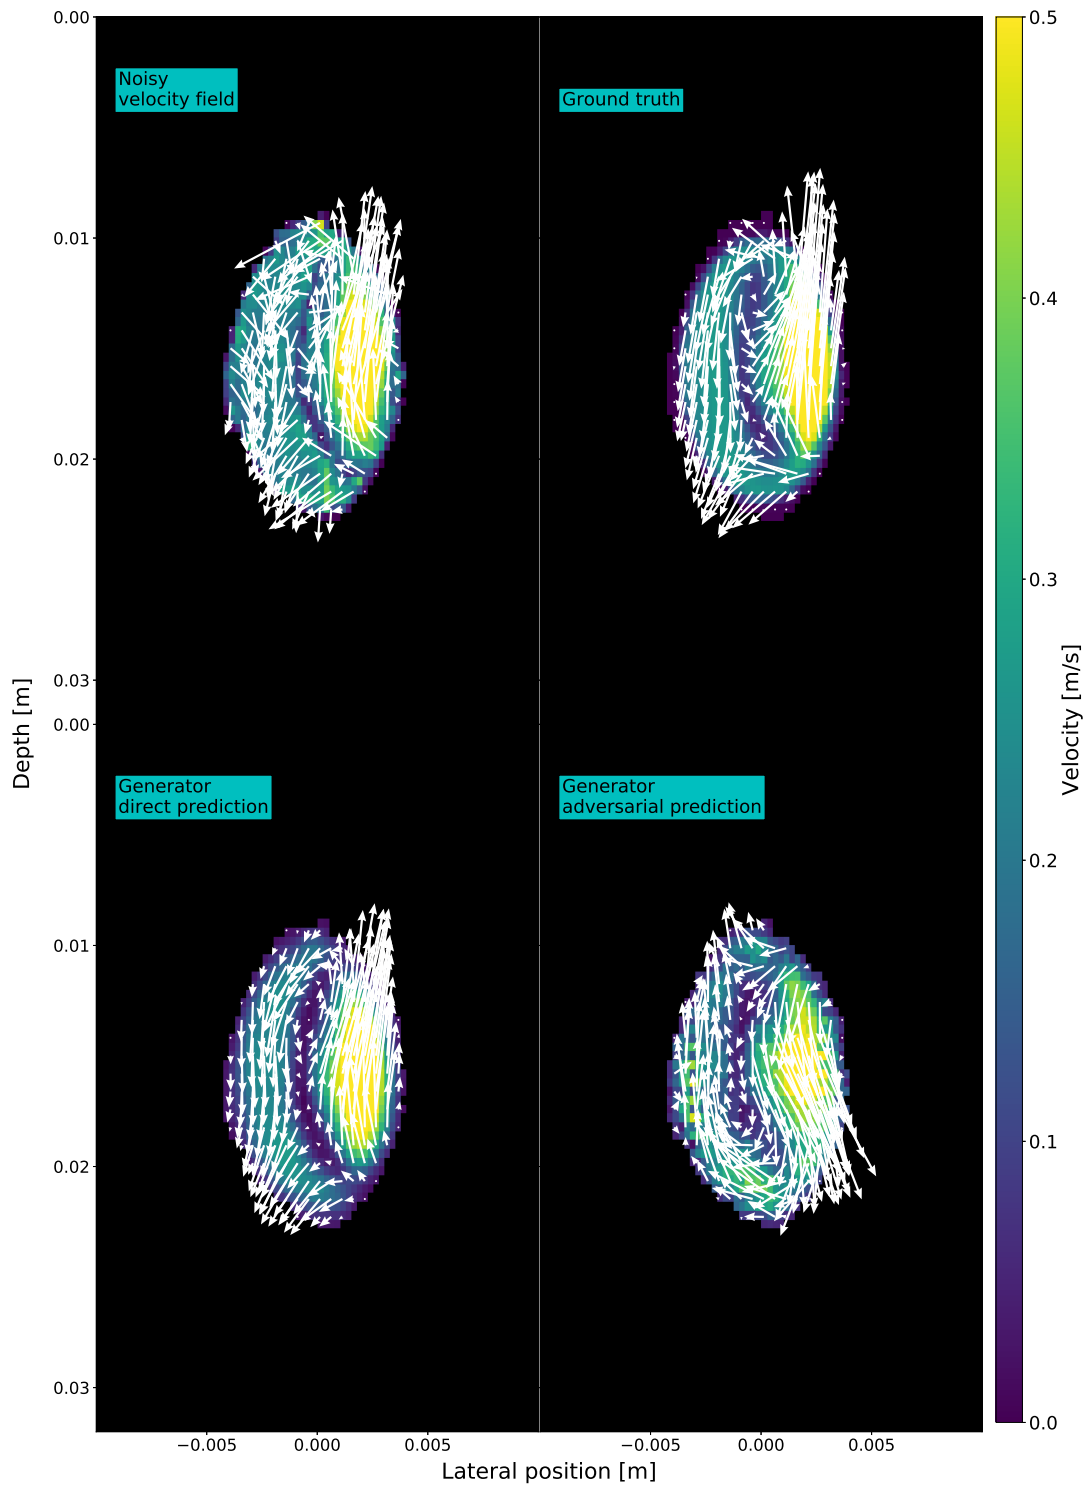 0.00
Noisy
velocity field
Ground truth
0.01
0.02
0.03
0.00
Generator
direct prediction
Generator
adversarial prediction
0.01
0.02
0.03
Depth [m]
−0.005
0.000
0.005
−0.005
0.000
0.005
Lateral position [m]
0.5
0.4
0.3
0.2
0.1
0.0
Velocity [m/s]